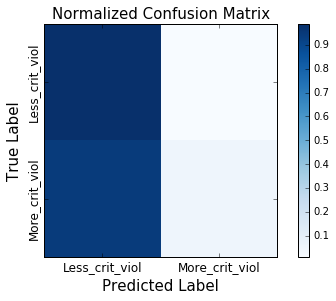 Normalized Confusion Matrix
True Label
Less_crit_viol
More_crit_viol
Less_crit_viol
More_crit_viol
Predicted Label
0.9
0.8
0.7
0.6
0.5
0.4
0.3
0.2
0.1